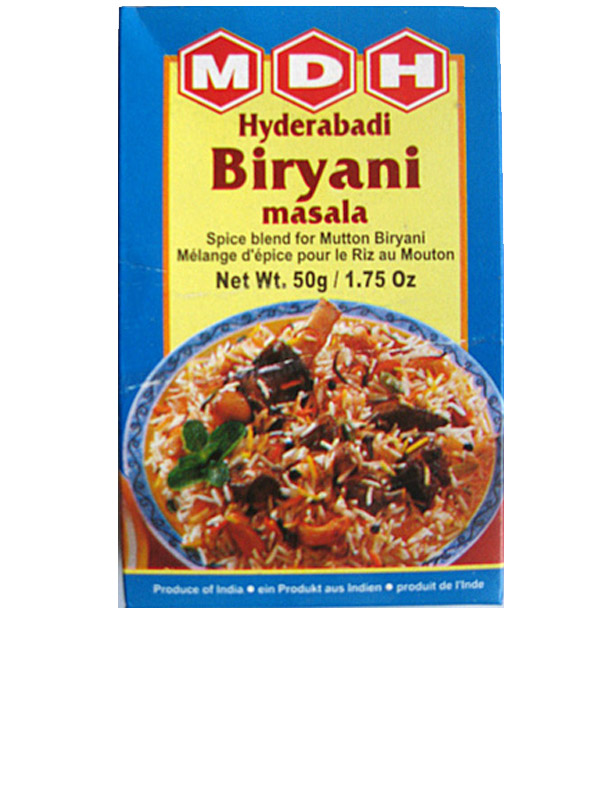 MDH
Hyderabadi
Biryani
masala
Spice blend for Mutton Biryani
Mélange d'épice pour le Riz au Mouton
Net Wt. 50g / 1.75 Oz
Produce of India ● ein Produkt aus Indien ● produit de l'Inde